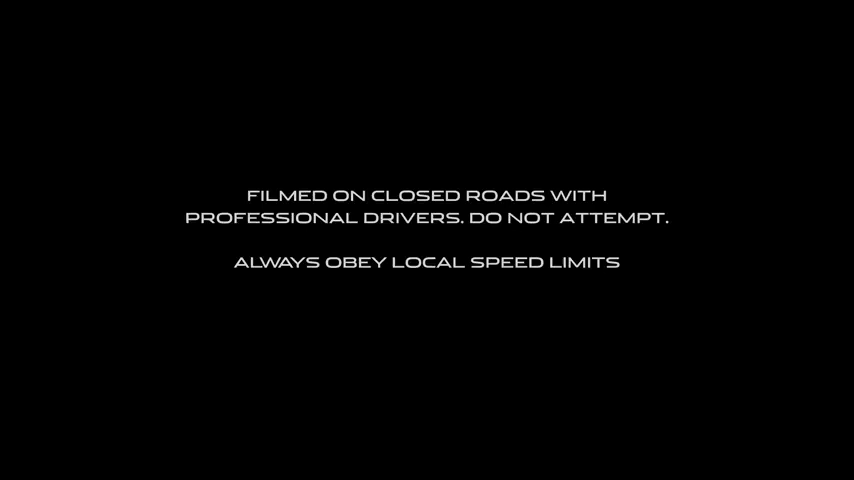 FILMED ON CLOSED ROADS WITH
PROFESSIONAL DRIVERS. DO NOT ATTEMPT.
ALWAYS OBEY LOCAL SPEED LIMITS